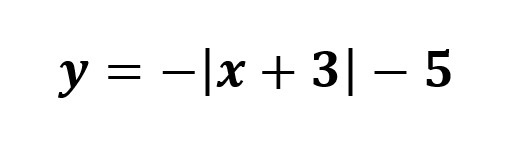 y = −|x + 3| − 5